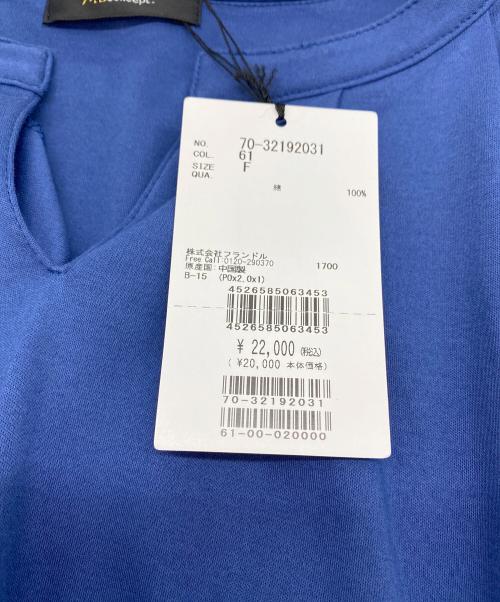 concept.
NO. 70-32192031
COL. 61
SIZE F
QUA.
綿 100%
株式会社フランドル
Free Call:0120-290370
原産国:中国製 1700
B-15 (P0x2,0x1)
4526585063453
4526585063453
¥ 22,000 (税込)
( ¥20,000 本体価格)
70-32192031
61-00-020000